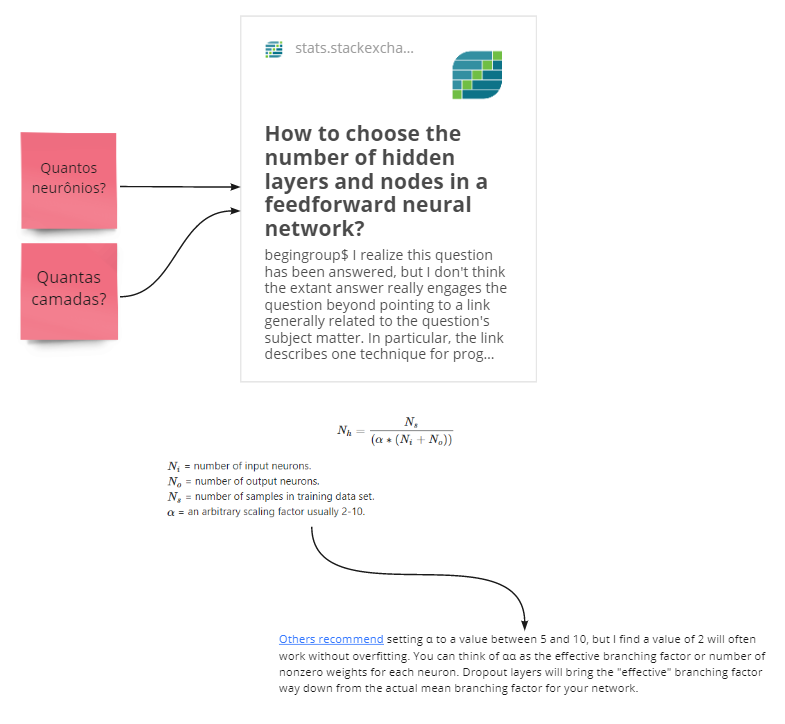 stats.stackexcha...
How to choose the
number of hidden
layers and nodes in a
feedforward neural
network?
begingroup$ I realize this question
has been answered, but I don't think
the extant answer really engages the
question beyond pointing to a link
generally related to the question's
subject matter. In particular, the link
describes one technique for prog...
Quantos
neurônios?
Quantas
camadas?
N_h = N_s / (α * (N_i + N_o))
N_i = number of input neurons.
N_o = number of output neurons.
N_s = number of samples in training data set.
α = an arbitrary scaling factor usually 2-10.
Others recommend setting α to a value between 5 and 10, but I find a value of 2 will often
work without overfitting. You can think of αα as the effective branching factor or number of
nonzero weights for each neuron. Dropout layers will bring the "effective" branching factor
way down from the actual mean branching factor for your network.